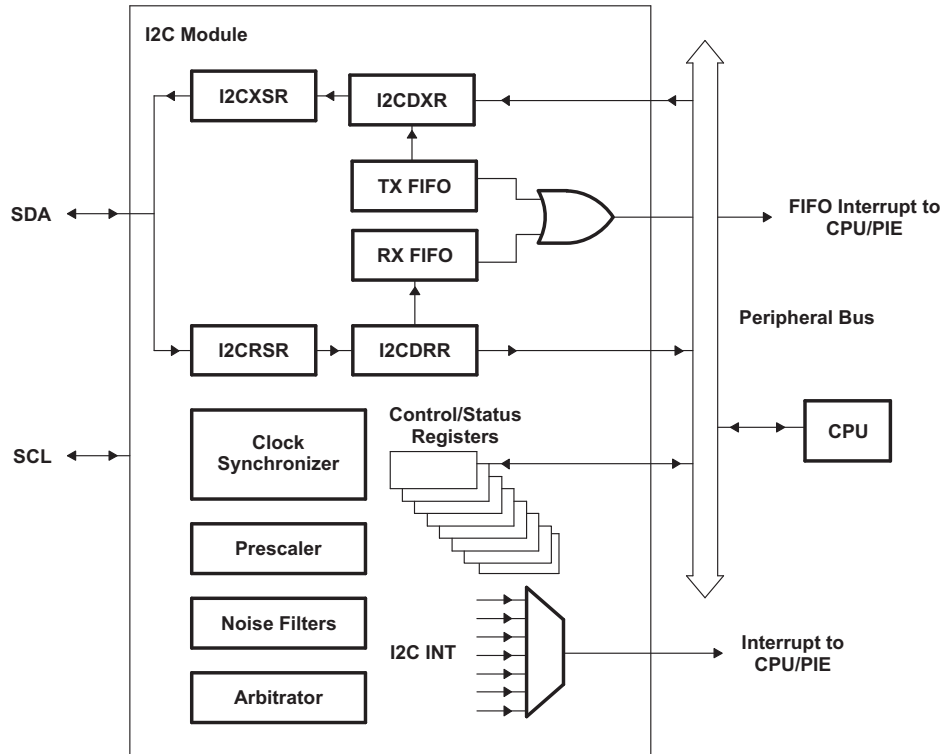 I2C Module
I2CXSR
I2CDXR
TX FIFO
SDA
FIFO Interrupt to
CPU/PIE
RX FIFO
Peripheral Bus
I2CRSR
I2CDRR
Control/Status
Registers
CPU
Clock
Synchronizer
SCL
Prescaler
Noise Filters
I2C INT
Interrupt to
CPU/PIE
Arbitrator